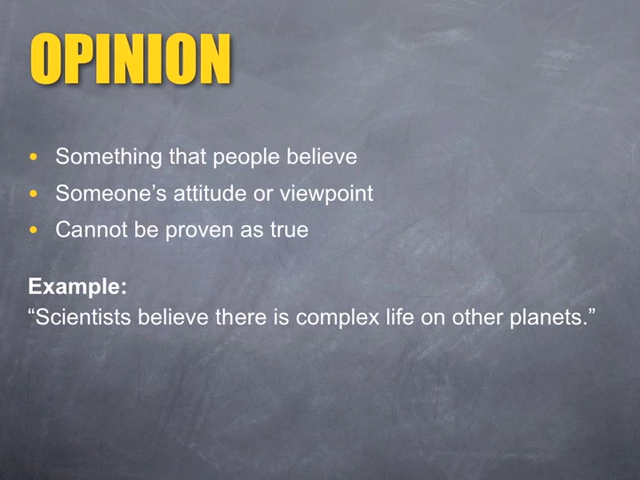 OPINION
• Something that people believe
• Someone’s attitude or viewpoint
• Cannot be proven as true
Example:
“Scientists believe there is complex life on other planets.”